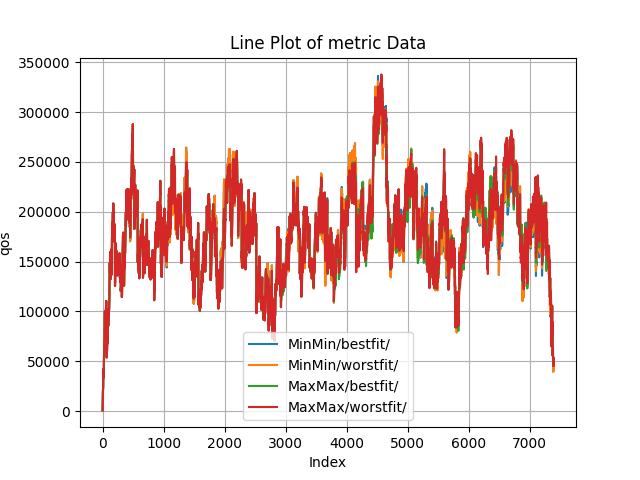 Line Plot of metric Data
350000
300000
250000
200000
150000
100000
50000
0
qos
MinMin/bestfit/
MinMin/worstfit/
MaxMax/bestfit/
MaxMax/worstfit/
0 1000 2000 3000 4000 5000 6000 7000
Index